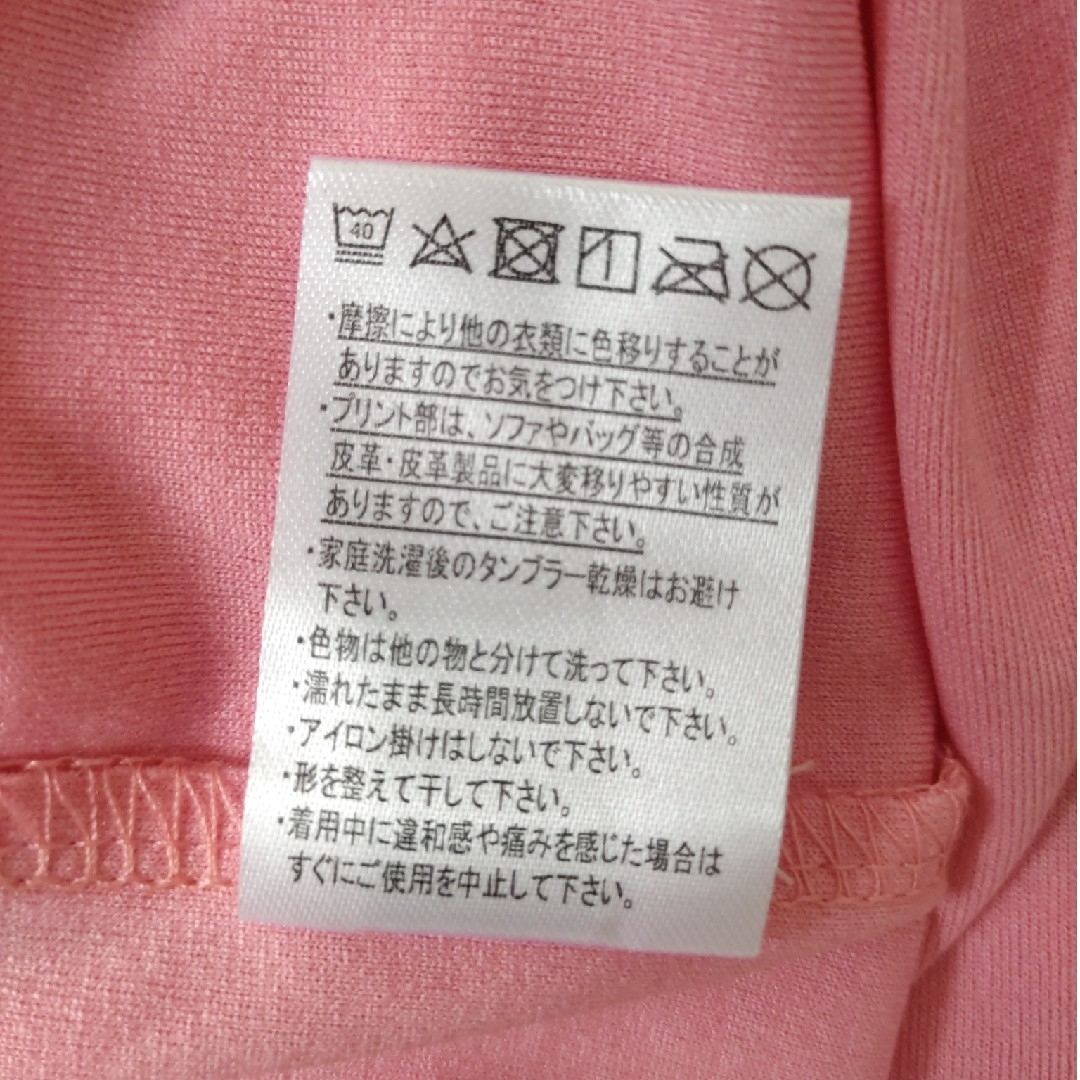 40
・摩擦により他の衣類に色移りすることが
ありますのでお気をつけ下さい。
・プリント部は、ソファやバッグ等の合成
皮革・皮革製品に大変移りやすい性質が
ありますので、ご注意下さい。
・家庭洗濯後のタンブラー乾燥はお避け
下さい。
・色物は他の物と分けて洗って下さい。
・濡れたまま長時間放置しないで下さい。
・アイロン掛けはしないで下さい。
・形を整えて干して下さい。
・着用中に違和感や痛みを感じた場合は
すぐにご使用を中止して下さい。